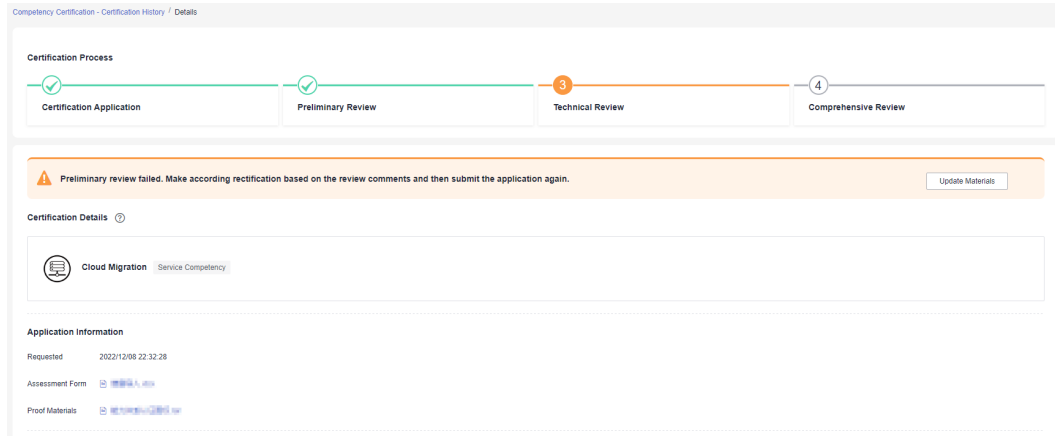 Competency Certification - Certification History / Details
Certification Process
3
4
Certification Application
Preliminary Review
Technical Review
Comprehensive Review
Preliminary review failed. Make according rectification based on the review comments and then submit the application again.
Update Materials
Certification Details ?
Cloud Migration Service Competency
Application Information
Requested 2022/12/08 22:32:28
Assessment Form
Proof Materials